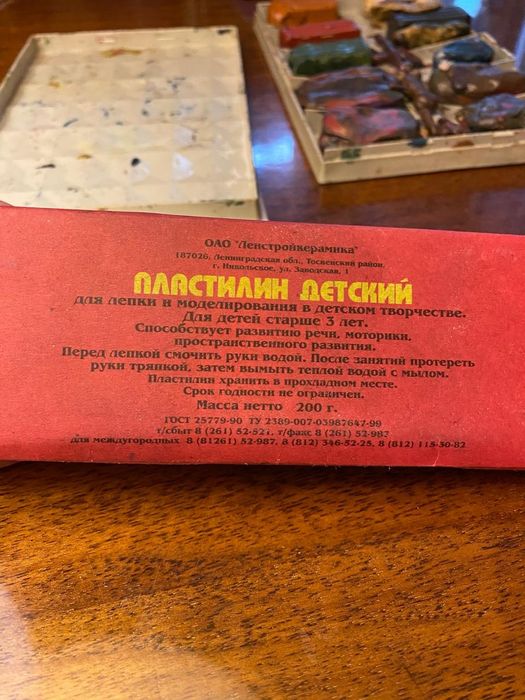 ОАО "Ленстройкерамика"
187026, Ленинградская обл., Тосненский район,
г. Никольское, ул. Заводская, 1
ПЛАСТИЛИН ДЕТСКИЙ
для лепки и моделирования в детском творчестве.
Для детей старше 3 лет.
Способствует развитию речи, моторики,
пространственного развития.
Перед лепкой смочить руки водой. После занятий протереть
руки тряпкой, затем вымыть теплой водой с мылом.
Пластилин хранить в прохладном месте.
Срок годности не ограничен.
Масса нетто 200 г.
ГОСТ 25779-90 ТУ 2389-007-03987647-99
т/сбыт 8 (261) 52-521, т/факс 8 (261) 52-987
для междугородных 8 (81261) 52-987, 8 (812) 346-52-25, 8 (812) 115-30-82